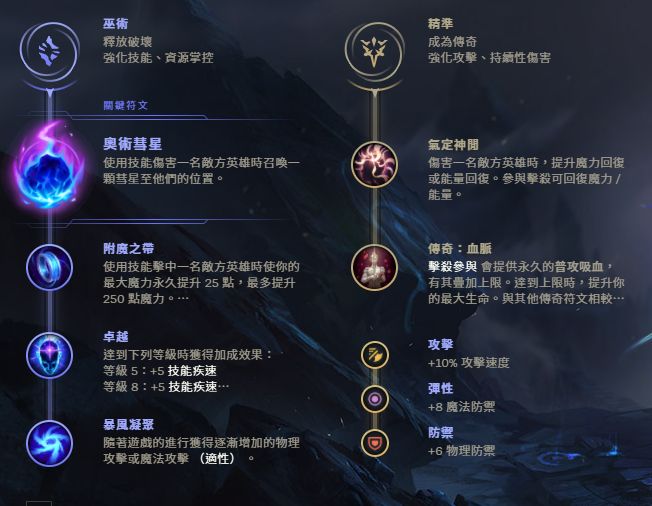 巫術
釋放破壞
強化技能、資源掌控
關鍵符文
奧術彗星
使用技能傷害一名敵方英雄時召喚一
顆彗星至他們的位置。
附魔之帶
使用技能擊中一名敵方英雄時使你的
最大魔力永久提升 25 點，最多提升
250 點魔力。…
卓越
達到下列等級時獲得加成效果：
等級 5：+5 技能疾速
等級 8：+5 技能疾速…
暴風凝聚
隨著遊戲的進行獲得逐漸增加的物理
攻擊或魔法攻擊 （適性） 。
精準
成為傳奇
強化攻擊、持續性傷害
氣定神閒
傷害一名敵方英雄時，提升魔力回復
或能量回復。參與擊殺可回復魔力 /
能量。
傳奇：血脈
擊殺參與 會提供永久的普攻吸血，
有其疊加上限。達到上限時，提升你
的最大生命。與其他傳奇符文相較…
攻擊
+10% 攻擊速度
彈性
+8 魔法防禦
防禦
+6 物理防禦